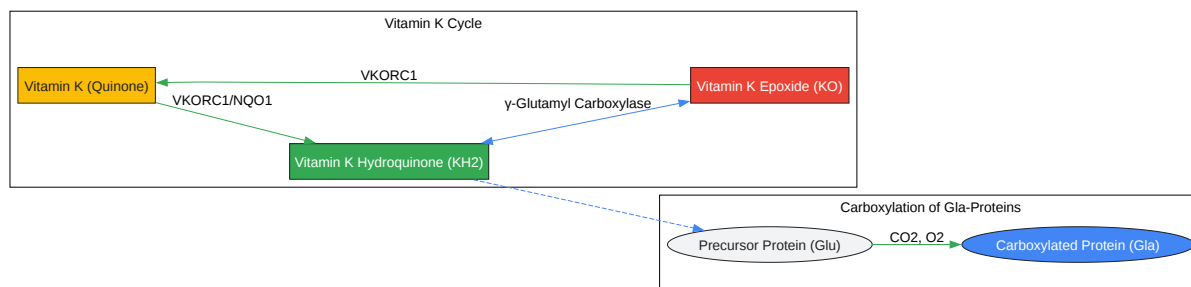 Vitamin K Cycle
VKORC1
Vitamin K (Quinone)
Vitamin K Epoxide (KO)
VKORC1/NQO1
γ-Glutamyl Carboxylase
Vitamin K Hydroquinone (KH2)
Carboxylation of Gla-Proteins
CO2, O2
Precursor Protein (Glu)
Carboxylated Protein (Gla)